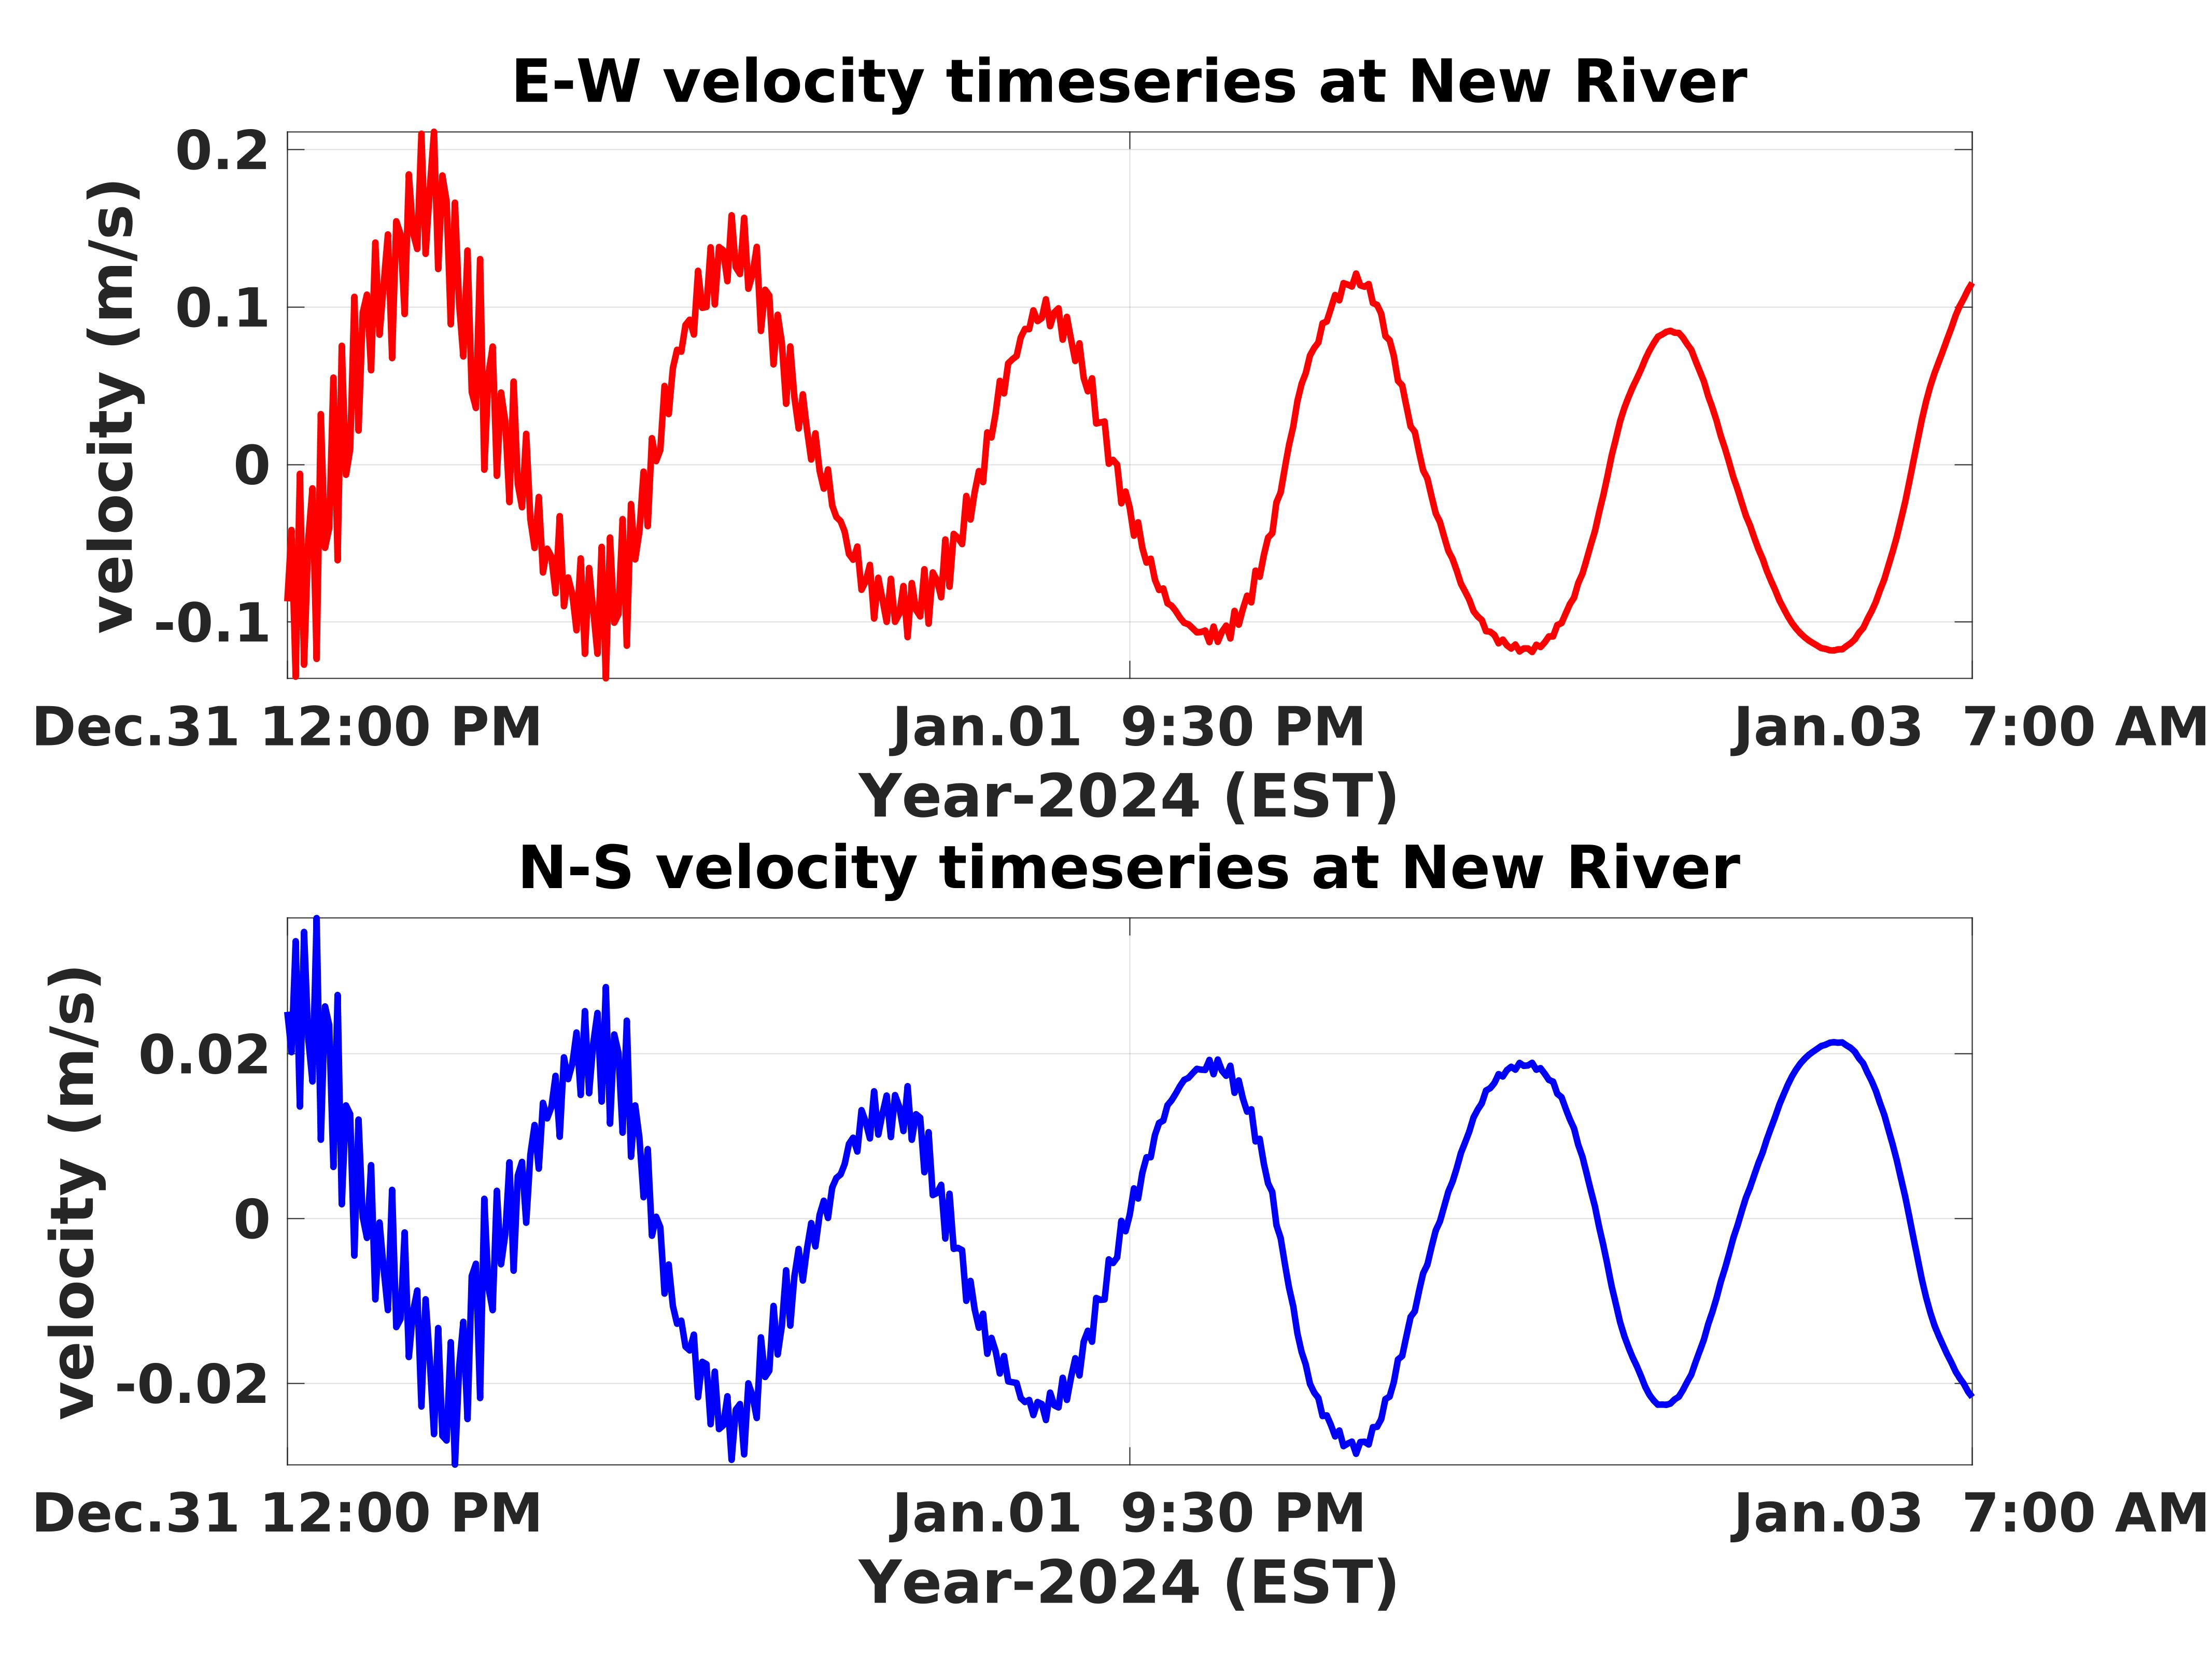 E-W velocity timeseries at New River
velocity (m/s)
0.2
0.1
0
-0.1
Dec.31 12:00 PM Jan.01 9:30 PM Jan.03 7:00 AM
Year-2024 (EST)
N-S velocity timeseries at New River
velocity (m/s)
0.02
0
-0.02
Dec.31 12:00 PM Jan.01 9:30 PM Jan.03 7:00 AM
Year-2024 (EST)